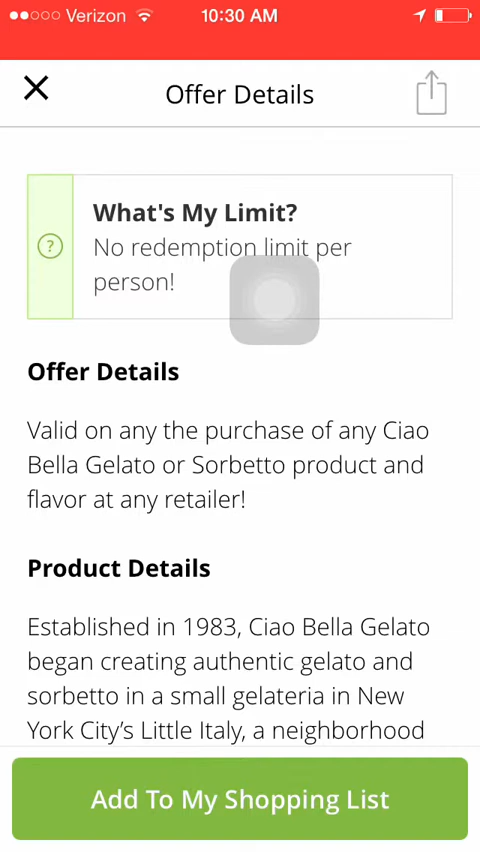 Verizon 10:30 AM
Offer Details
What's My Limit?
No redemption limit per
person!
?
Offer Details
Valid on any the purchase of any Ciao
Bella Gelato or Sorbetto product and
flavor at any retailer!
Product Details
Established in 1983, Ciao Bella Gelato
began creating authentic gelato and
sorbetto in a small gelateria in New
York City’s Little Italy, a neighborhood
Add To My Shopping List